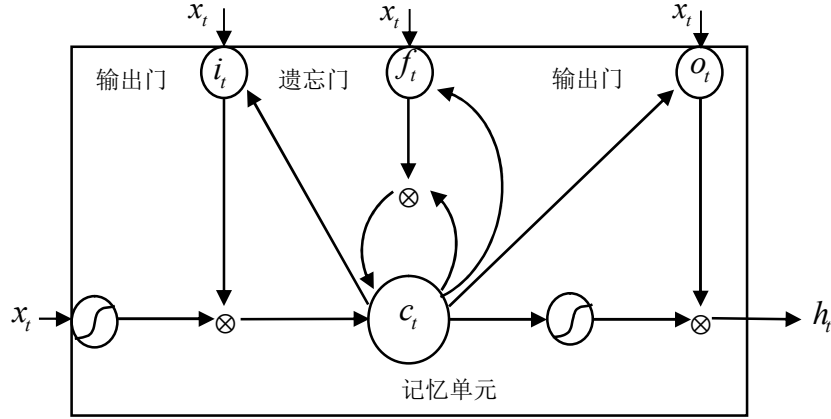 x_t x_t x_t
输出门 i_t 遗忘门 f_t 输出门 o_t
⊗
x_t ⊗ c_t ⊗ h_t
记忆单元